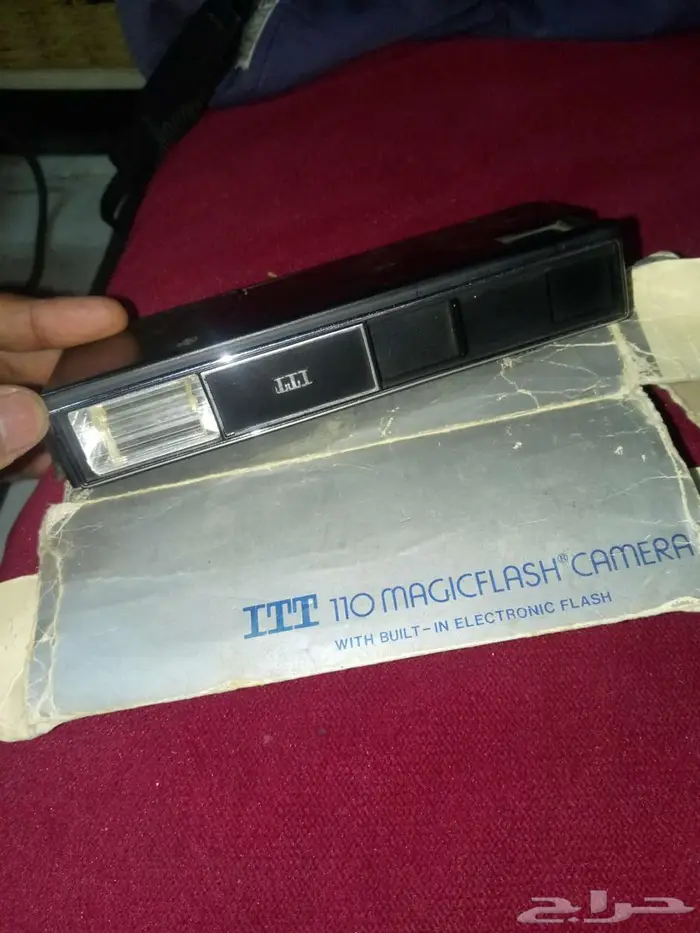 ITT
ITT 110 MAGICFLASH® CAMERA
WITH BUILT-IN ELECTRONIC FLASH
حراج